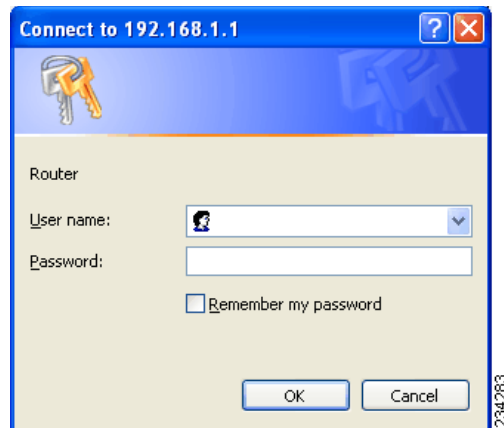 Connect to 192.168.1.1
Router
User name:
Password:
Remember my password
OK Cancel
234283